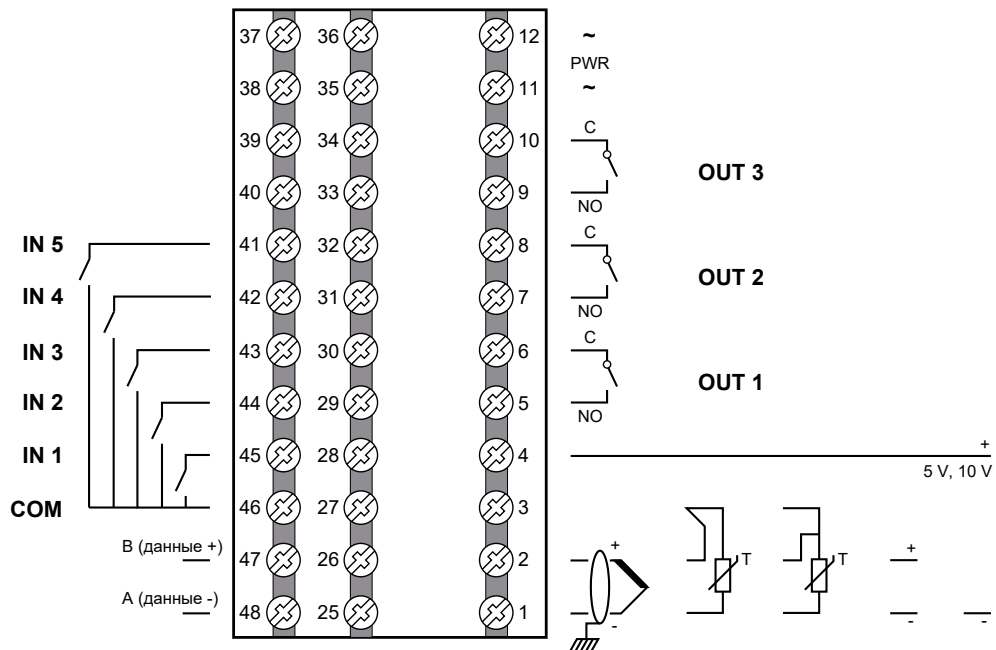 37 36 12 ~
PWR
38 35 11 ~
39 34 10 C
OUT 3
40 33 9
NO
IN 5 41 32 8 C
OUT 2
IN 4 42 31 7
NO
IN 3 43 30 6 C
OUT 1
IN 2 44 29 5
NO
IN 1 45 28 4 +
5 V, 10 V
COM 46 27 3
B (данные +)
47 26 2 + T T +
A (данные -)
48 25 1 - - -